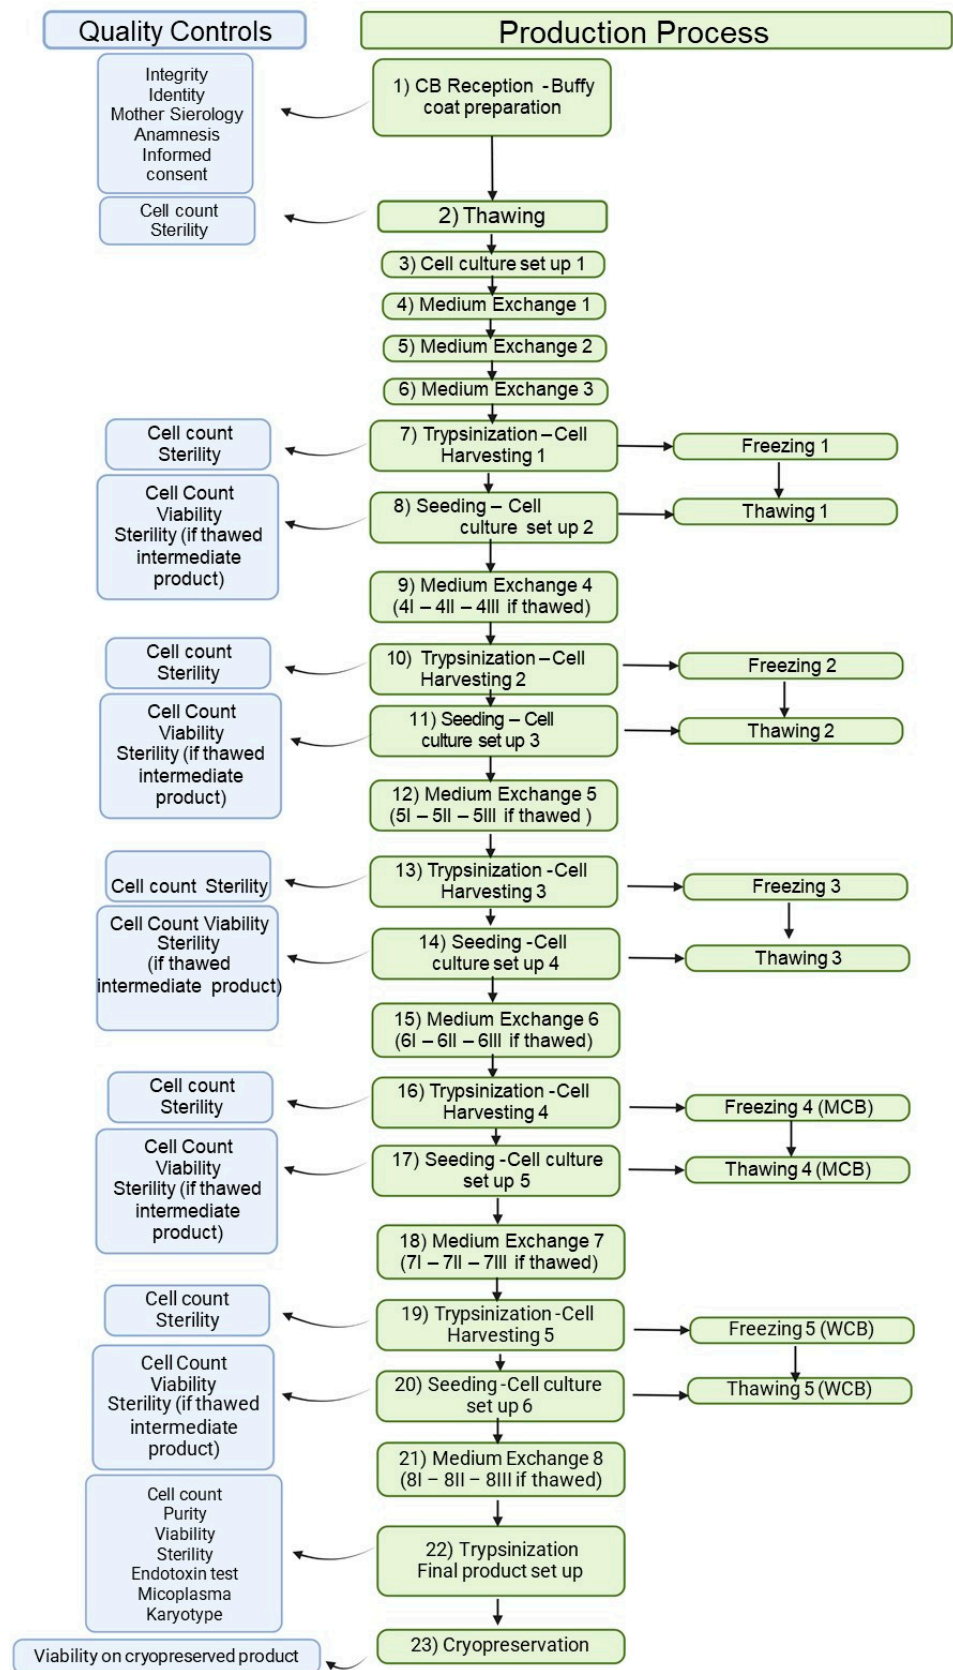 Quality Controls
Production Process
Integrity
Identity
Mother Sierology
Anamnesis
Informed
consent
1) CB Reception - Buffy
coat preparation
Cell count
Sterility
2) Thawing
3) Cell culture set up 1
4) Medium Exchange 1
5) Medium Exchange 2
6) Medium Exchange 3
Cell count
Sterility
7) Trypsinization – Cell
Harvesting 1
Freezing 1
Cell Count
Viability
Sterility (if thawed
intermediate
product)
8) Seeding – Cell
culture set up 2
Thawing 1
9) Medium Exchange 4
(4I – 4II – 4III if thawed)
Cell count
Sterility
10) Trypsinization – Cell
Harvesting 2
Freezing 2
Cell Count
Viability
Sterility (if thawed
intermediate
product)
11) Seeding – Cell
culture set up 3
Thawing 2
12) Medium Exchange 5
(5I – 5II – 5III if thawed )
Cell count Sterility
13) Trypsinization - Cell
Harvesting 3
Freezing 3
Cell Count Viability
Sterility
(if thawed
intermediate product)
14) Seeding - Cell
culture set up 4
Thawing 3
15) Medium Exchange 6
(6I – 6II – 6III if thawed)
Cell count
Sterility
16) Trypsinization - Cell
Harvesting 4
Freezing 4 (MCB)
Cell Count
Viability
Sterility (if thawed
intermediate
product)
17) Seeding - Cell culture
set up 5
Thawing 4 (MCB)
18) Medium Exchange 7
(7I – 7II – 7III if thawed)
Cell count
Sterility
19) Trypsinization - Cell
Harvesting 5
Freezing 5 (WCB)
Cell Count
Viability
Sterility (if thawed
intermediate
product)
20) Seeding - Cell culture
set up 6
Thawing 5 (WCB)
21) Medium Exchange 8
(8I – 8II – 8III if thawed)
Cell count
Purity
Viability
Sterility
Endotoxin test
Micoplasma
Karyotype
22) Trypsinization
Final product set up
23) Cryopreservation
Viability on cryopreserved product